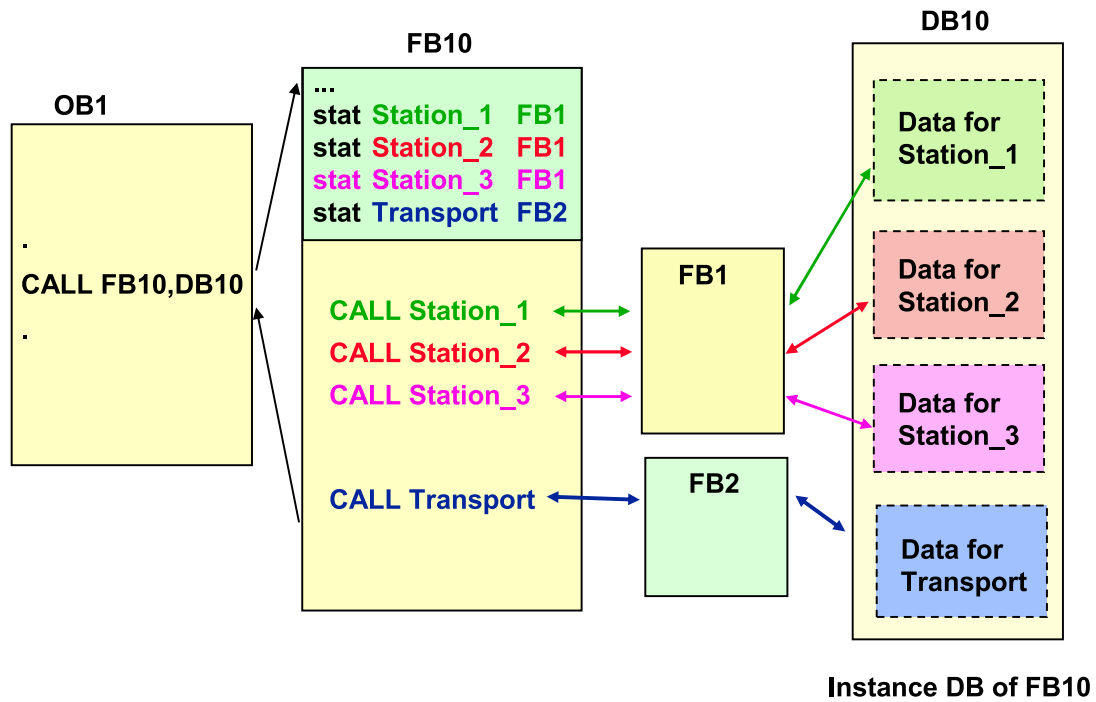 OB1
.
CALL FB10,DB10
.
FB10
...
stat Station_1 FB1
stat Station_2 FB1
stat Station_3 FB1
stat Transport FB2
CALL Station_1
CALL Station_2
CALL Station_3
CALL Transport
FB1
FB2
DB10
Data for
Station_1
Data for
Station_2
Data for
Station_3
Data for
Transport
Instance DB of FB10